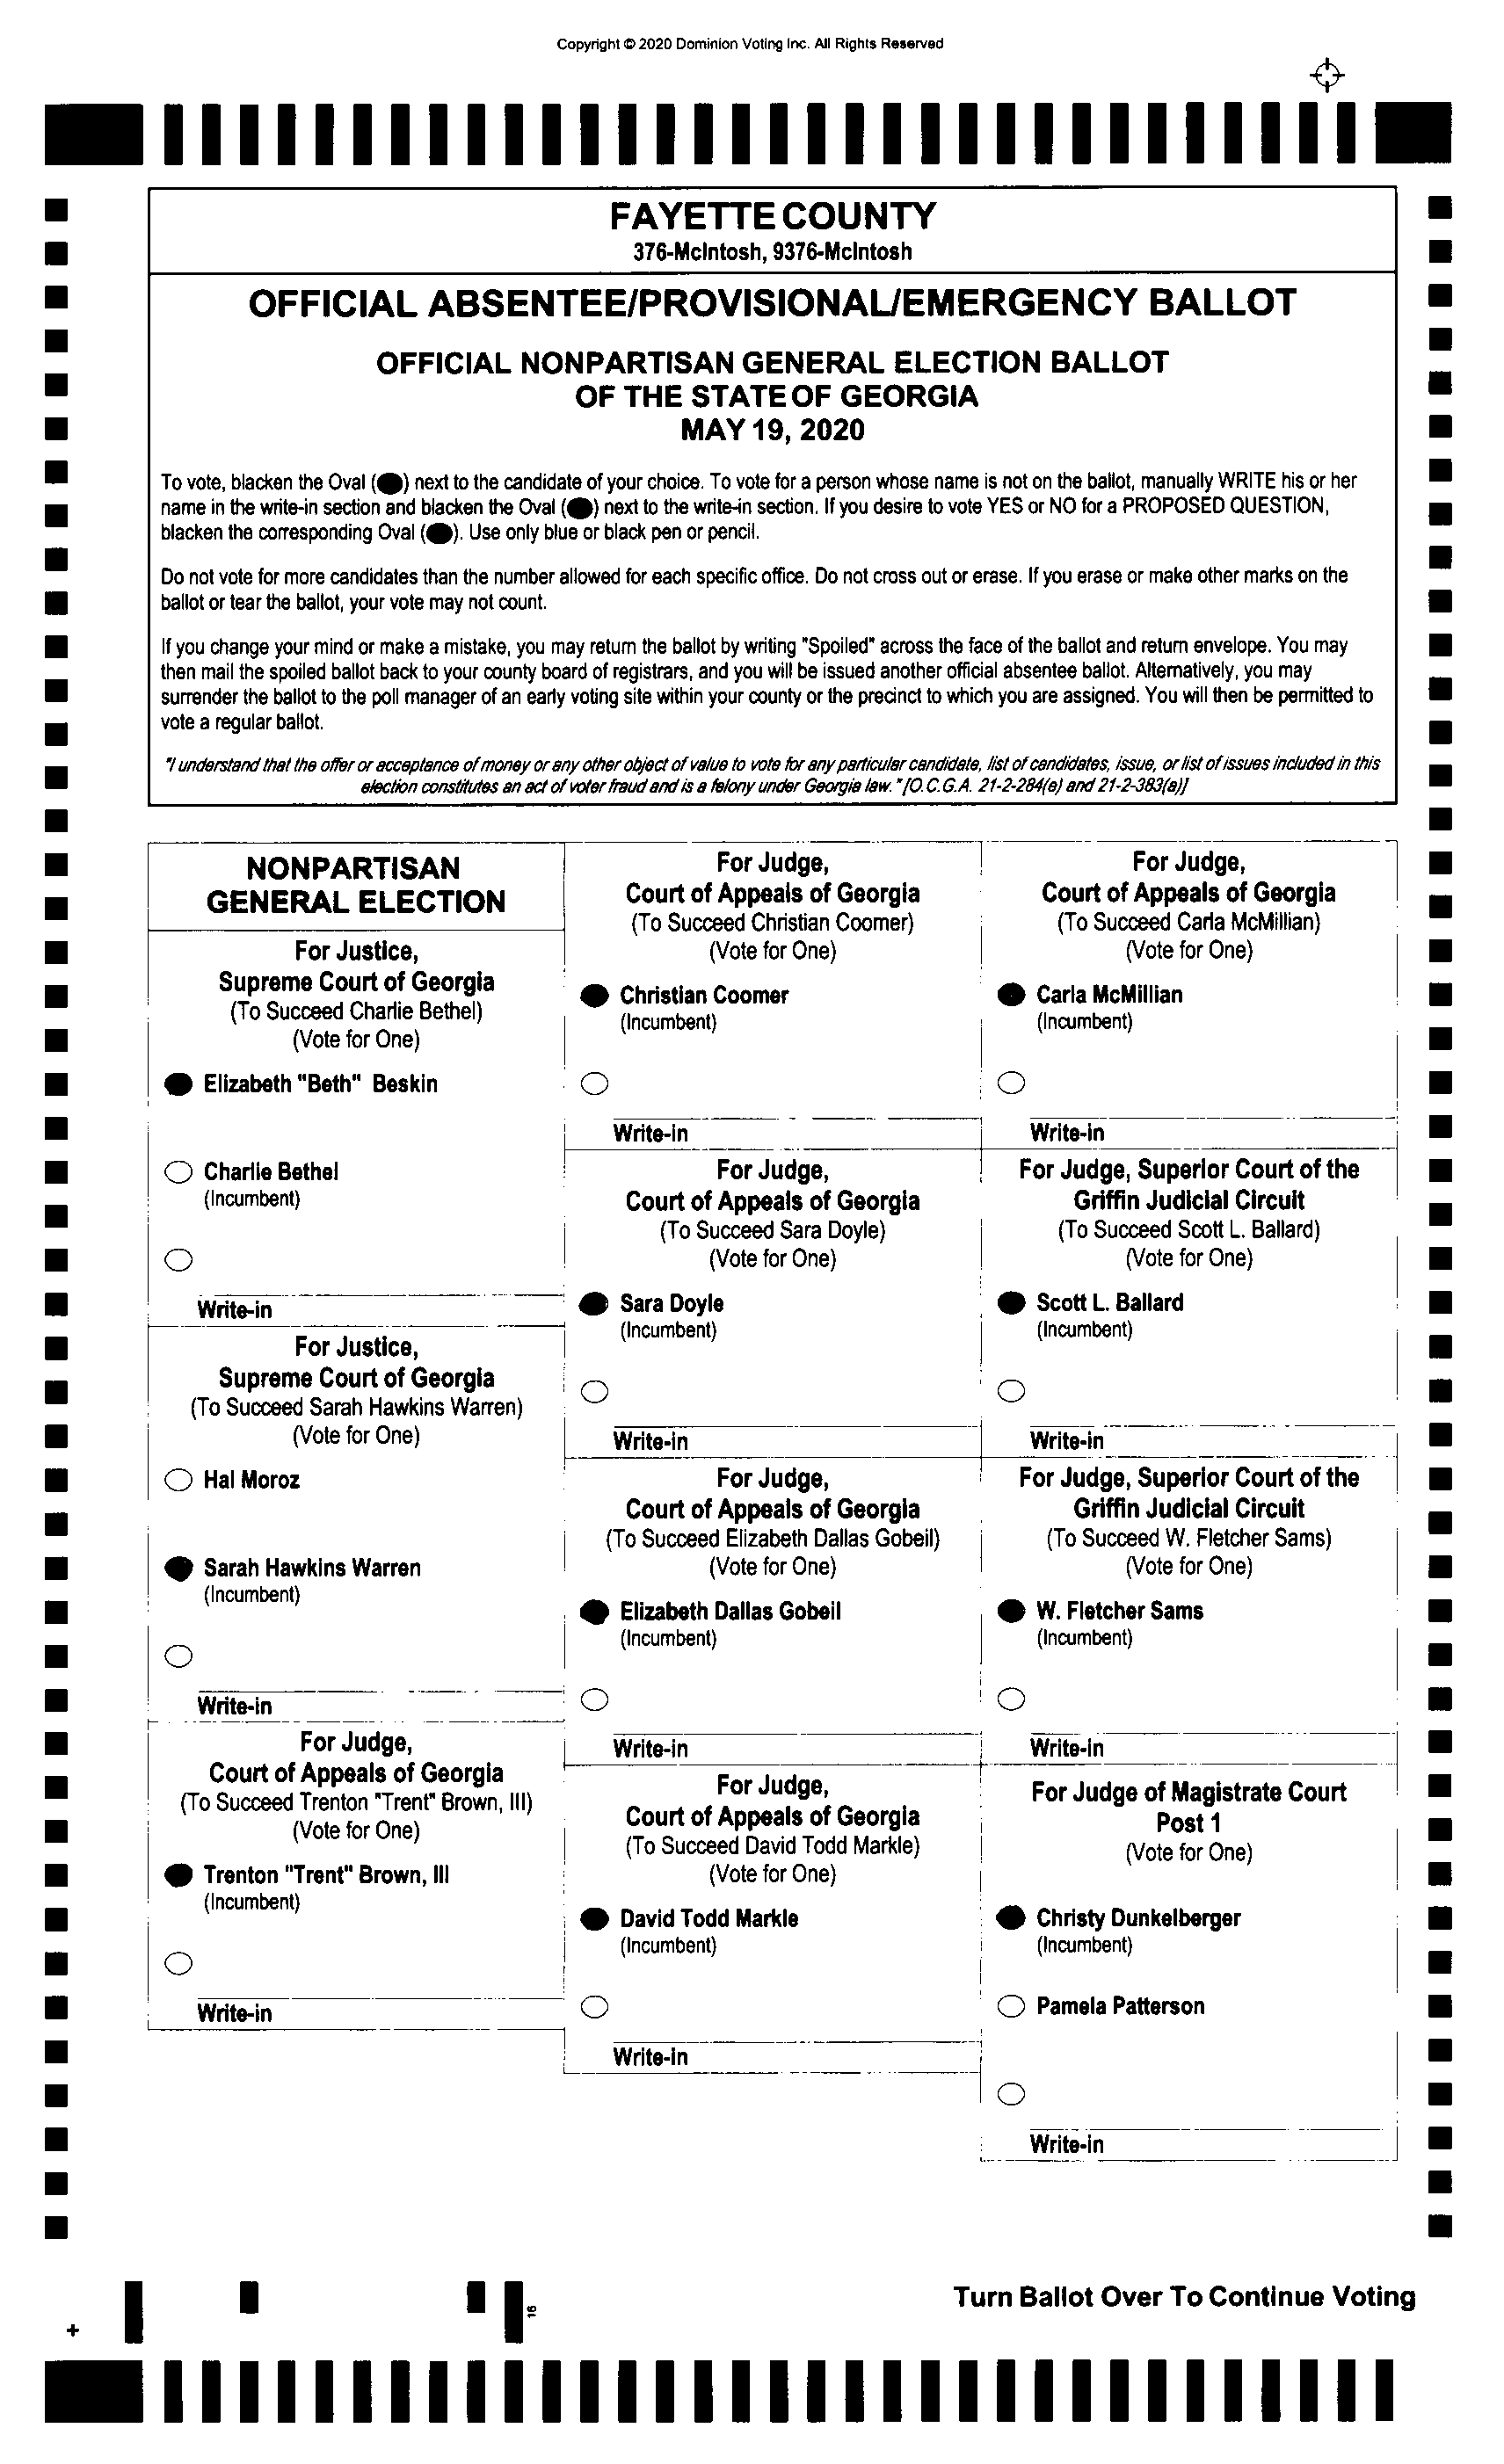 Copyright © 2020 Dominion Voting Inc. All Rights Reserved
FAYETTE COUNTY
376-McIntosh, 9376-McIntosh
OFFICIAL ABSENTEE/PROVISIONAL/EMERGENCY BALLOT
OFFICIAL NONPARTISAN GENERAL ELECTION BALLOT
OF THE STATE OF GEORGIA
MAY 19, 2020
To vote, blacken the Oval ( ) next to the candidate of your choice. To vote for a person whose name is not on the ballot, manually WRITE his or her
name in the write-in section and blacken the Oval ( ) next to the write-in section. If you desire to vote YES or NO for a PROPOSED QUESTION,
blacken the corresponding Oval ( ). Use only blue or black pen or pencil.
Do not vote for more candidates than the number allowed for each specific office. Do not cross out or erase. If you erase or make other marks on the
ballot or tear the ballot, your vote may not count.
If you change your mind or make a mistake, you may return the ballot by writing "Spoiled" across the face of the ballot and return envelope. You may
then mail the spoiled ballot back to your county board of registrars, and you will be issued another official absentee ballot. Alternatively, you may
surrender the ballot to the poll manager of an early voting site within your county or the precinct to which you are assigned. You will then be permitted to
vote a regular ballot.
"I understand that the offer or acceptance of money or any other object of value to vote for any particular candidate, list of candidates, issue, or list of issues included in this
election constitutes an act of voter fraud and is a felony under Georgia law." [O.C.G.A. 21-2-284(e) and 21-2-383(a)]
NONPARTISAN
GENERAL ELECTION
For Justice,
Supreme Court of Georgia
(To Succeed Charlie Bethel)
(Vote for One)
Elizabeth "Beth" Beskin
Charlie Bethel
(Incumbent)
Write-in
For Justice,
Supreme Court of Georgia
(To Succeed Sarah Hawkins Warren)
(Vote for One)
Hal Moroz
Sarah Hawkins Warren
(Incumbent)
Write-in
For Judge,
Court of Appeals of Georgia
(To Succeed Trenton "Trent" Brown, III)
(Vote for One)
Trenton "Trent" Brown, III
(Incumbent)
Write-in
For Judge,
Court of Appeals of Georgia
(To Succeed Christian Coomer)
(Vote for One)
Christian Coomer
(Incumbent)
Write-in
For Judge,
Court of Appeals of Georgia
(To Succeed Sara Doyle)
(Vote for One)
Sara Doyle
(Incumbent)
Write-in
For Judge,
Court of Appeals of Georgia
(To Succeed Elizabeth Dallas Gobeil)
(Vote for One)
Elizabeth Dallas Gobeil
(Incumbent)
Write-in
For Judge,
Court of Appeals of Georgia
(To Succeed David Todd Markle)
(Vote for One)
David Todd Markle
(Incumbent)
Write-in
For Judge,
Court of Appeals of Georgia
(To Succeed Carla McMillian)
(Vote for One)
Carla McMillian
(Incumbent)
Write-in
For Judge, Superior Court of the
Griffin Judicial Circuit
(To Succeed Scott L. Ballard)
(Vote for One)
Scott L. Ballard
(Incumbent)
Write-in
For Judge, Superior Court of the
Griffin Judicial Circuit
(To Succeed W. Fletcher Sams)
(Vote for One)
W. Fletcher Sams
(Incumbent)
Write-in
For Judge of Magistrate Court
Post 1
(Vote for One)
Christy Dunkelberger
(Incumbent)
Pamela Patterson
Write-in
Turn Ballot Over To Continue Voting
16
+